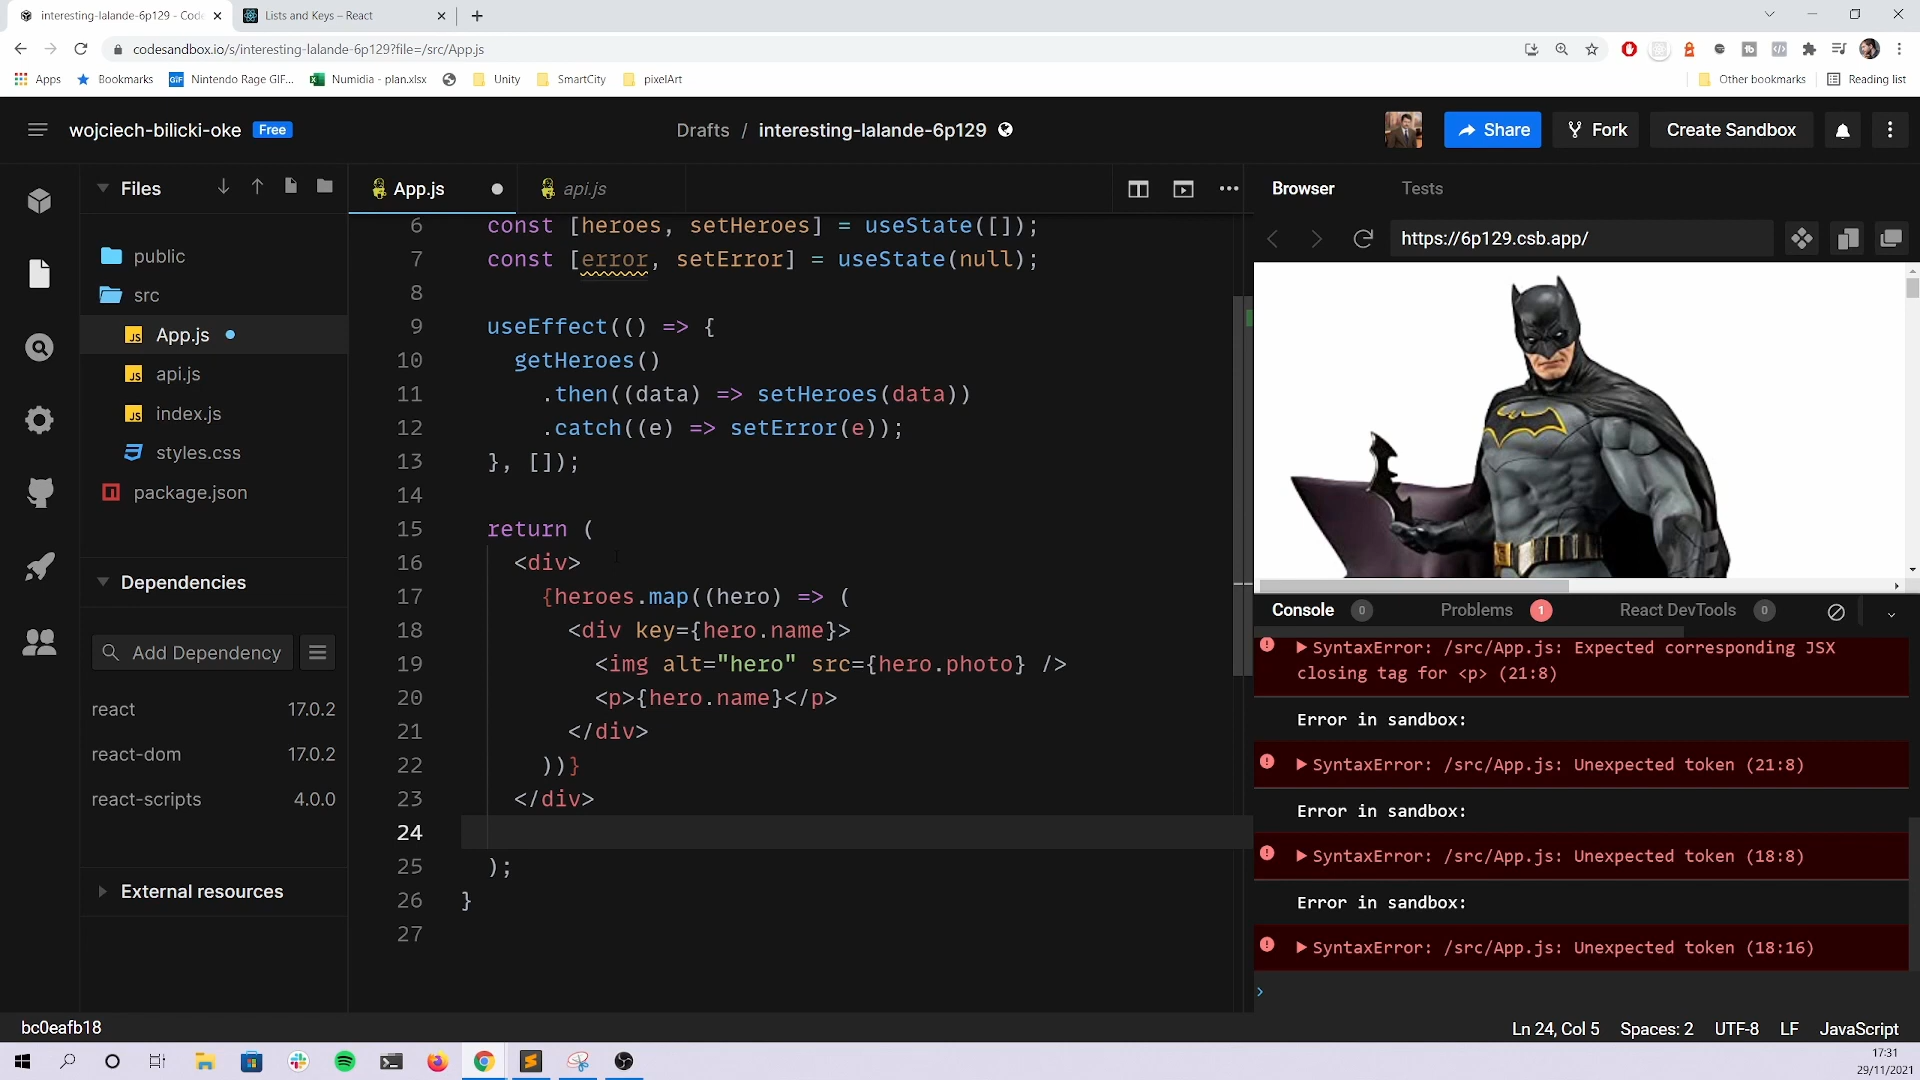 interesting-lalande-6p129 - Code
Lists and Keys – React
codesandbox.io/s/interesting-lalande-6p129?file=/src/App.js
Apps
Bookmarks
GIF
Nintendo Rage GIF...
Numidia - plan.xlsx
Unity
SmartCity
pixelArt
Other bookmarks
Reading list
wojciech-bilicki-oke
Free
Drafts / interesting-lalande-6p129
Share
Fork
Create Sandbox
Files
App.js
api.js
Browser
Tests
https://6p129.csb.app/
public
src
JS App.js
JS api.js
JS index.js
styles.css
package.json
Dependencies
Add Dependency
react 17.0.2
react-dom 17.0.2
react-scripts 4.0.0
External resources
6 const [heroes, setHeroes] = useState([]);
7 const [error, setError] = useState(null);
8
9 useEffect(() => {
10 getHeroes()
11 .then((data) => setHeroes(data))
12 .catch((e) => setError(e));
13 }, []);
14
15 return (
16 <div>
17 {heroes.map((hero) => (
18 <div key={hero.name}>
19 <img alt="hero" src={hero.photo} />
20 <p>{hero.name}</p>
21 </div>
22 ))}
23 </div>
24
25 );
26 }
27
Console 0
Problems 1
React DevTools 0
SyntaxError: /src/App.js: Expected corresponding JSX
closing tag for <p> (21:8)
Error in sandbox:
SyntaxError: /src/App.js: Unexpected token (21:8)
Error in sandbox:
SyntaxError: /src/App.js: Unexpected token (18:8)
Error in sandbox:
SyntaxError: /src/App.js: Unexpected token (18:16)
bc0eafb18
Ln 24, Col 5
Spaces: 2
UTF-8
LF
JavaScript
17:31
29/11/2021